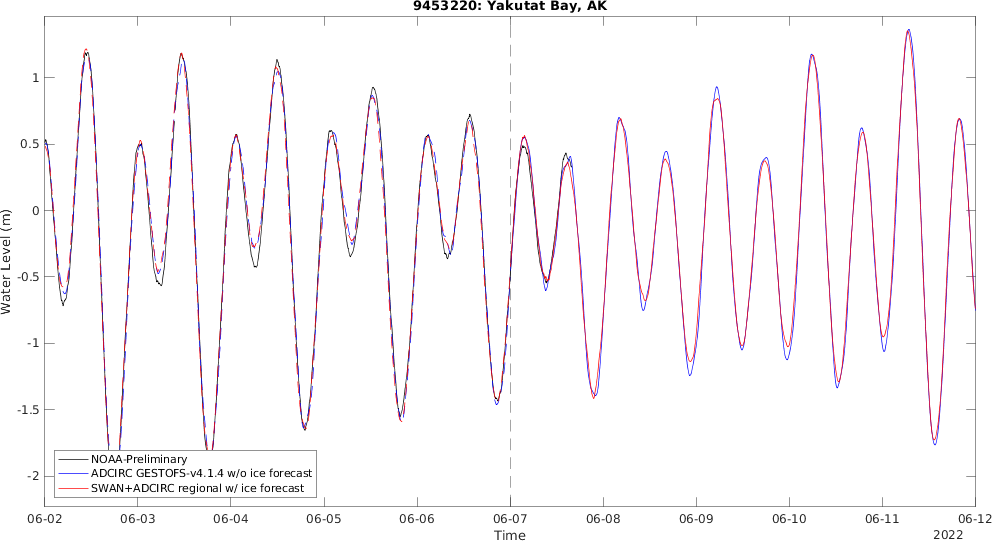 9453220: Yakutat Bay, AK
Water Level (m)
1
0.5
0
-0.5
-1
-1.5
-2
NOAA-Preliminary
ADCIRC GESTOFS-v4.1.4 w/o ice forecast
SWAN+ADCIRC regional w/ ice forecast
06-02 06-03 06-04 06-05 06-06 06-07 06-08 06-09 06-10 06-11 06-12
Time
2022